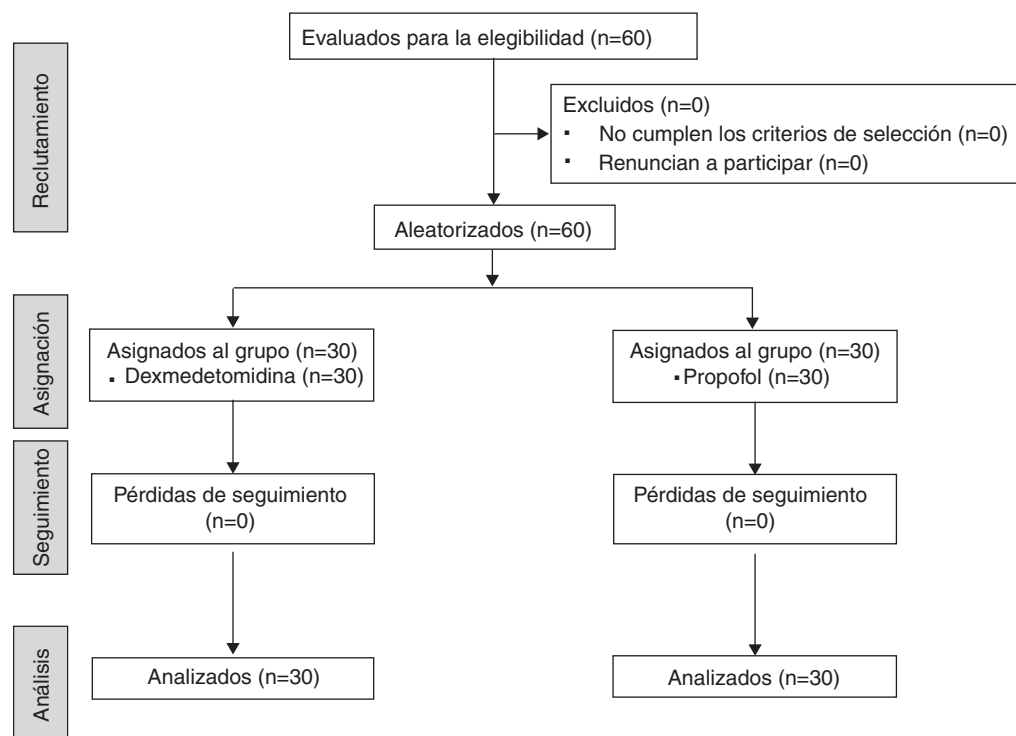 Reclutamiento
Evaluados para la elegibilidad (n=60)
Excluidos (n=0)
▪ No cumplen los criterios de selección (n=0)
▪ Renuncian a participar (n=0)
Aleatorizados (n=60)
Asignación
Asignados al grupo (n=30)
▪ Dexmedetomidina (n=30)
Asignados al grupo (n=30)
▪Propofol (n=30)
Seguimiento
Pérdidas de seguimiento
(n=0)
Pérdidas de seguimiento
(n=0)
Análisis
Analizados (n=30)
Analizados (n=30)